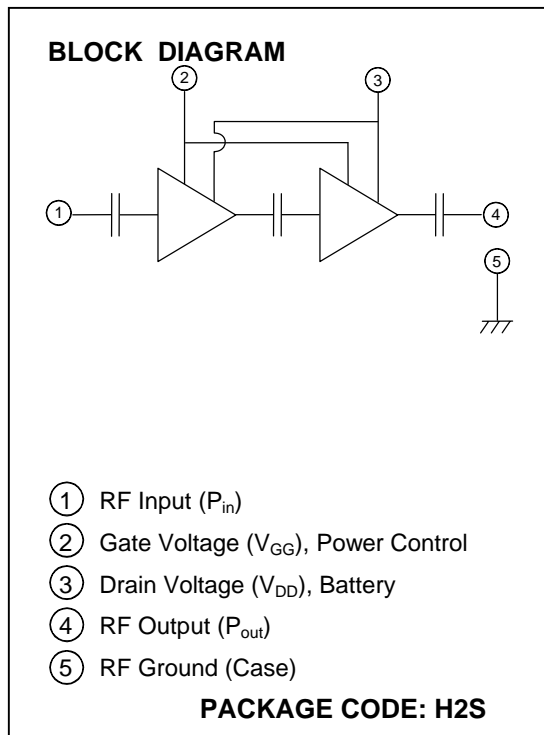 BLOCK DIAGRAM
2
3
1
4
5
1 RF Input (Pin)
2 Gate Voltage (VGG), Power Control
3 Drain Voltage (VDD), Battery
4 RF Output (Pout)
5 RF Ground (Case)
PACKAGE CODE: H2S